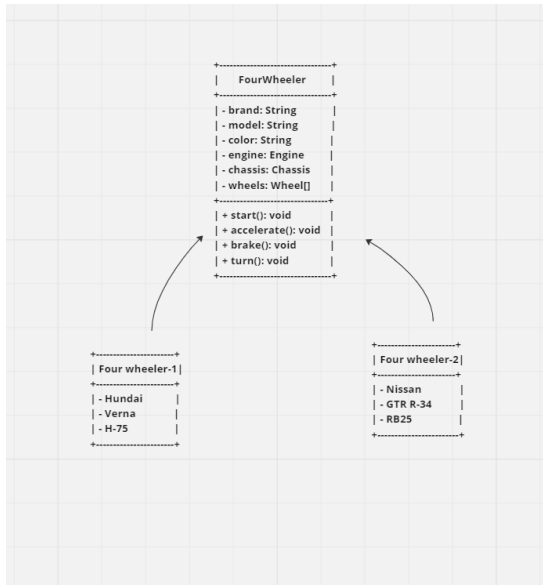 +--------------------------------+
|      FourWheeler       |
+--------------------------------+
| - brand: String          |
| - model: String         |
| - color: String           |
| - engine: Engine       |
| - chassis: Chassis     |
| - wheels: Wheel[]      |
+-------------------------------+
| + start(): void            |
| + accelerate(): void  |
| + brake(): void           |
| + turn(): void             |
+--------------------------------+
+-----------------------+
| Four wheeler-1|
+-----------------------+
| - Hundai         |
| - Verna            |
| - H-75              |
+-----------------------+
+-----------------------+
| Four wheeler-2|
+-----------------------+
| - Nissan           |
| - GTR R-34       |
| - RB25              |
+------------------------+